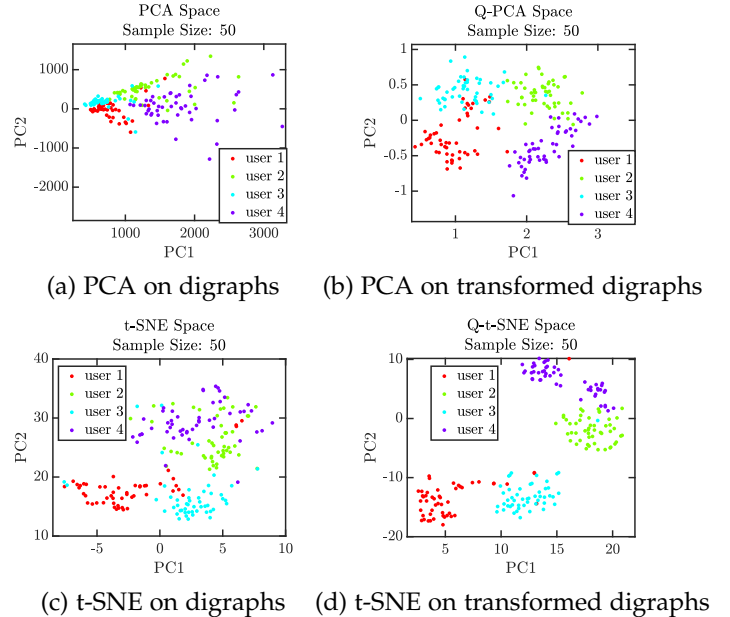 PCA Space
Sample Size: 50
PC2
1000
0
-1000
-2000
1000
2000
3000
PC1
user 1
user 2
user 3
user 4
(a) PCA on digraphs
Q-PCA Space
Sample Size: 50
PC2
1
0.5
0
-0.5
-1
1
2
3
PC1
user 1
user 2
user 3
user 4
(b) PCA on transformed digraphs
t-SNE Space
Sample Size: 50
PC2
40
30
20
10
-5
0
5
10
PC1
user 1
user 2
user 3
user 4
(c) t-SNE on digraphs
Q-t-SNE Space
Sample Size: 50
PC2
10
0
-10
-20
5
10
15
20
PC1
user 1
user 2
user 3
user 4
(d) t-SNE on transformed digraphs